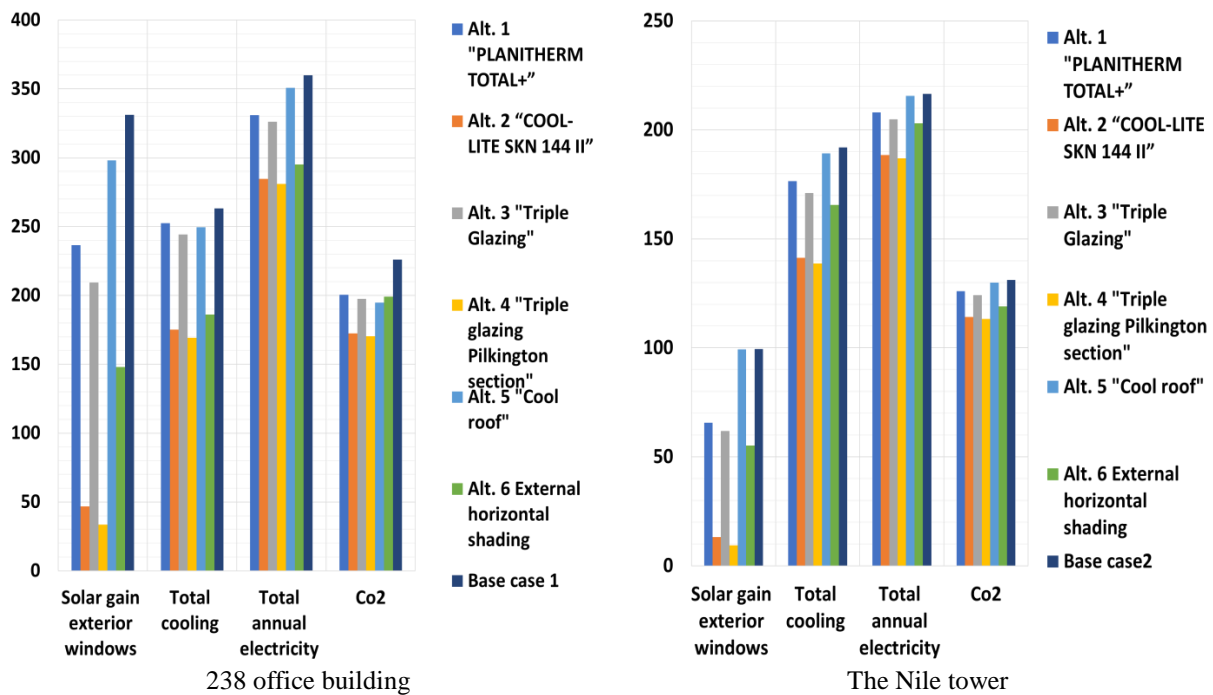 400
350
300
250
200
150
100
50
0
Solar gain
exterior
windows
Total
cooling
Total
annual
electricity
Co2
Alt. 1
"PLANITHERM
TOTAL+”
Alt. 2 “COOL-
LITE SKN 144 II”
Alt. 3 "Triple
Glazing"
Alt. 4 "Triple
glazing
Pilkington
section"
Alt. 5 "Cool
roof"
Alt. 6 External
horizontal
shading
Base case 1
238 office building
250
200
150
100
50
0
Solar gain
exterior
windows
Total
cooling
Total
annual
electricity
Co2
Alt. 1
"PLANITHERM
TOTAL+”
Alt. 2 “COOL-
LITE SKN 144 II”
Alt. 3 "Triple
Glazing"
Alt. 4 "Triple
glazing Pilkington
section"
Alt. 5 "Cool roof"
Alt. 6 External
horizontal
shading
Base case2
The Nile tower